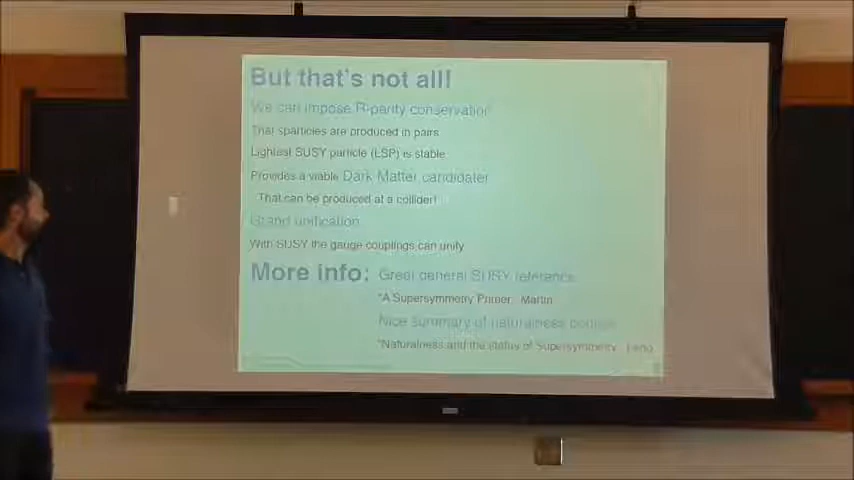 But that's not all!
We can impose R-parity conservation
That sparticles are produced in pairs
Lightest SUSY particle (LSP) is stable
Provides a viable Dark Matter candidate!
That can be produced at a collider!
Grand unification
With SUSY the gauge couplings can unify
More info: Great general SUSY reference
"A Supersymmetry Primer" Martin
Nice summary of naturalness
"Naturalness and the status of Supersymmetry"